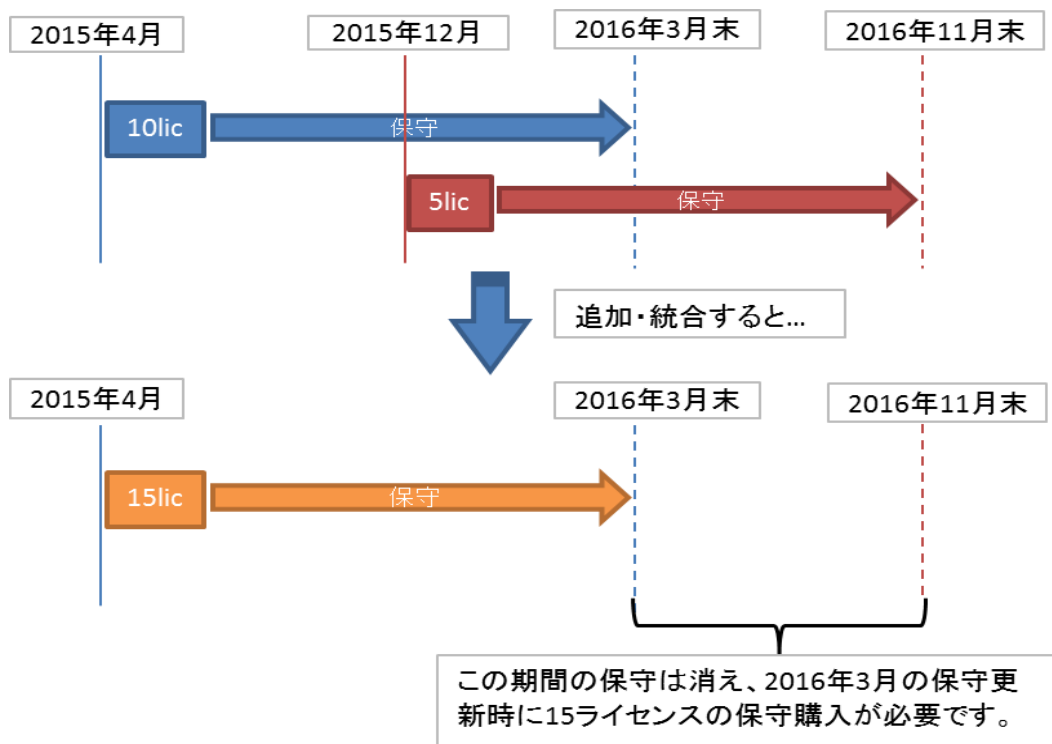 2015年4月
2015年12月
2016年3月末
2016年11月末
10lic
保守
5lic
保守
追加・統合すると…
2015年4月
2016年3月末
2016年11月末
15lic
保守
この期間の保守は消え、2016年3月の保守更
新時に15ライセンスの保守購入が必要です。